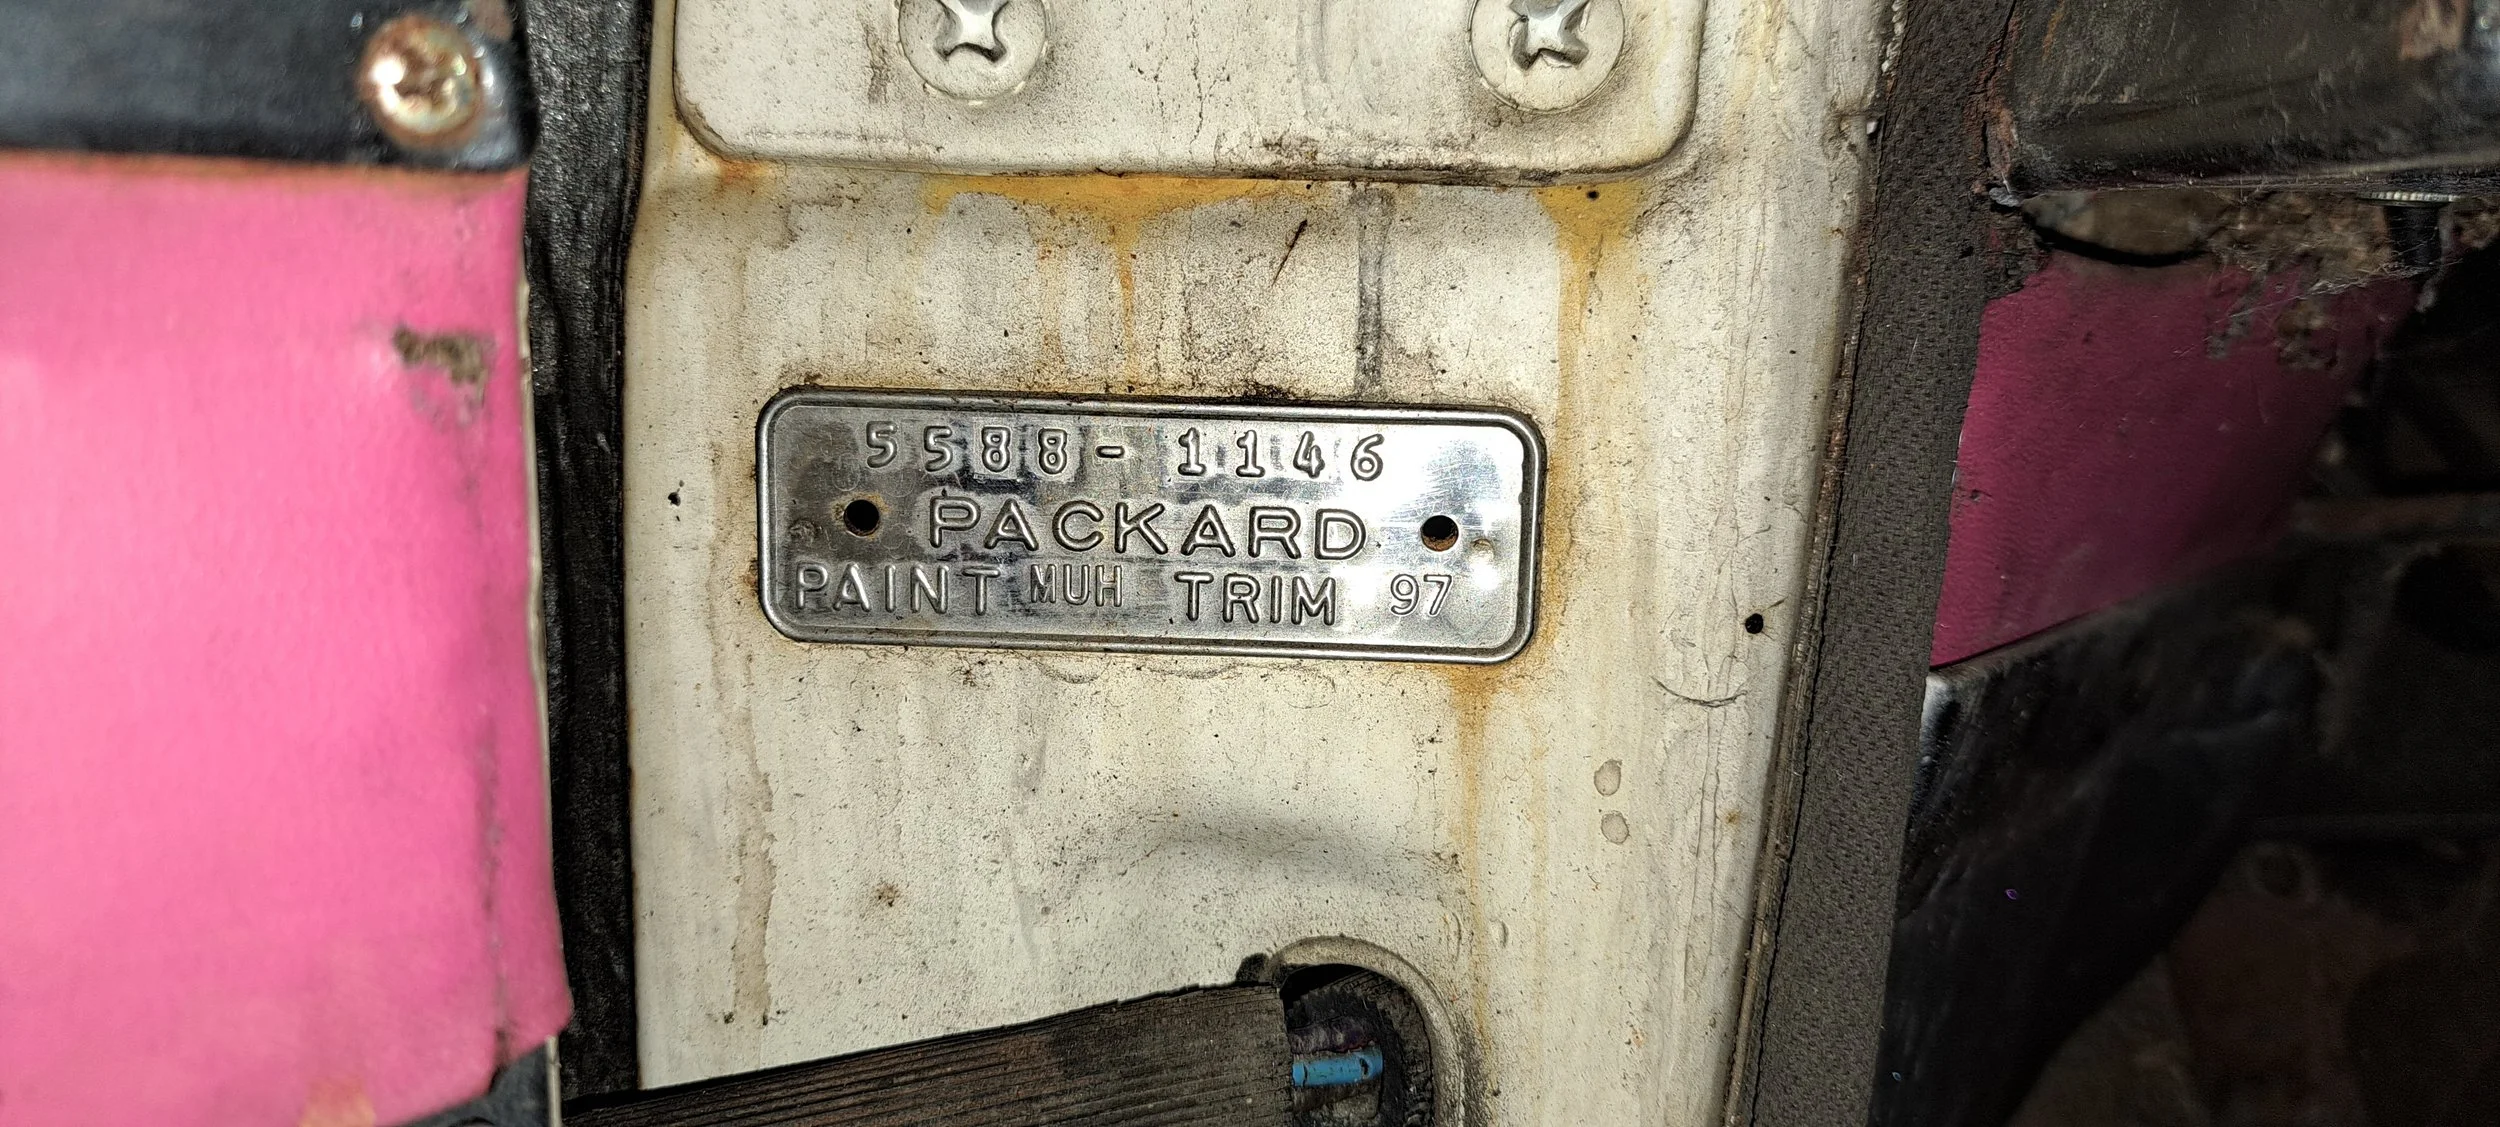 5588-1146
PACKARD
PAINT MUH TRIM 97